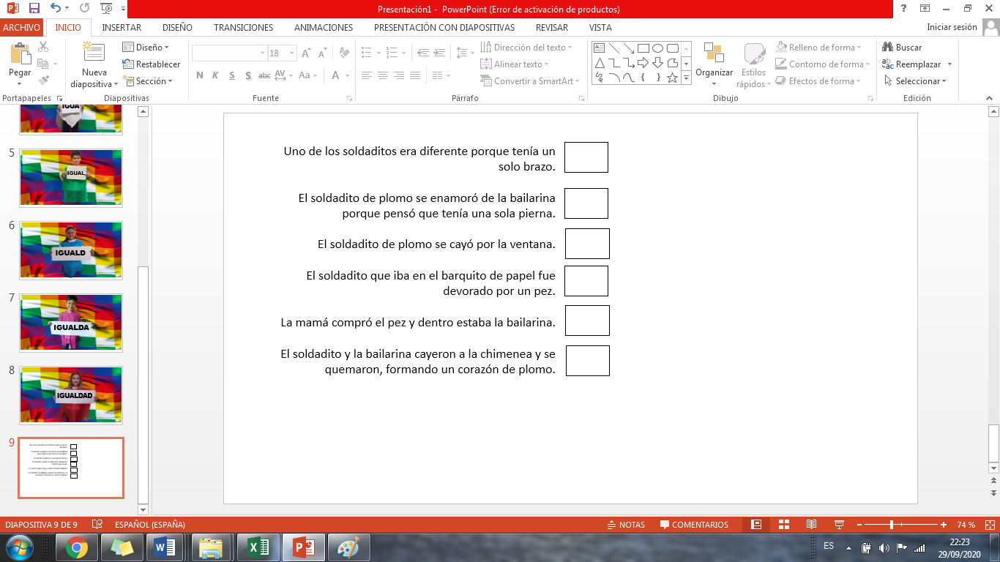 Presentación1 - PowerPoint (Error de activación de productos)
ARCHIVO INICIO INSERTAR DISEÑO TRANSICIONES ANIMACIONES PRESENTACIÓN CON DIAPOSITIVAS REVISAR VISTA Iniciar sesión
Pegar
Nueva diapositiva
Diseño
Restablecer
Sección
18
N K S S abc AV Aa A
Dirección del texto
Alinear texto
Convertir a SmartArt
Organizar
Estilos rápidos
Relleno de forma
Contorno de forma
Efectos de forma
Buscar
Reemplazar
Seleccionar
Portapapeles Diapositivas Fuente Párrafo Dibujo Edición
IGUA
5
IGUAL
6
IGUALD
7
IGUALDA
8
IGUALDAD
9
Uno de los soldaditos era diferente porque tenía un
solo brazo.
El soldadito de plomo se enamoró de la bailarina
porque pensó que tenía una sola pierna.
El soldadito de plomo se cayó por la ventana.
El soldadito que iba en el barquito de papel fue
devorado por un pez.
La mamá compró el pez y dentro estaba la bailarina.
El soldadito y la bailarina cayeron a la chimenea y se
quemaron, formando un corazón de plomo.
DIAPOSITIVA 9 DE 9 ESPAÑOL (ESPAÑA) NOTAS COMENTARIOS 74 %
ES
22:23
29/09/2020